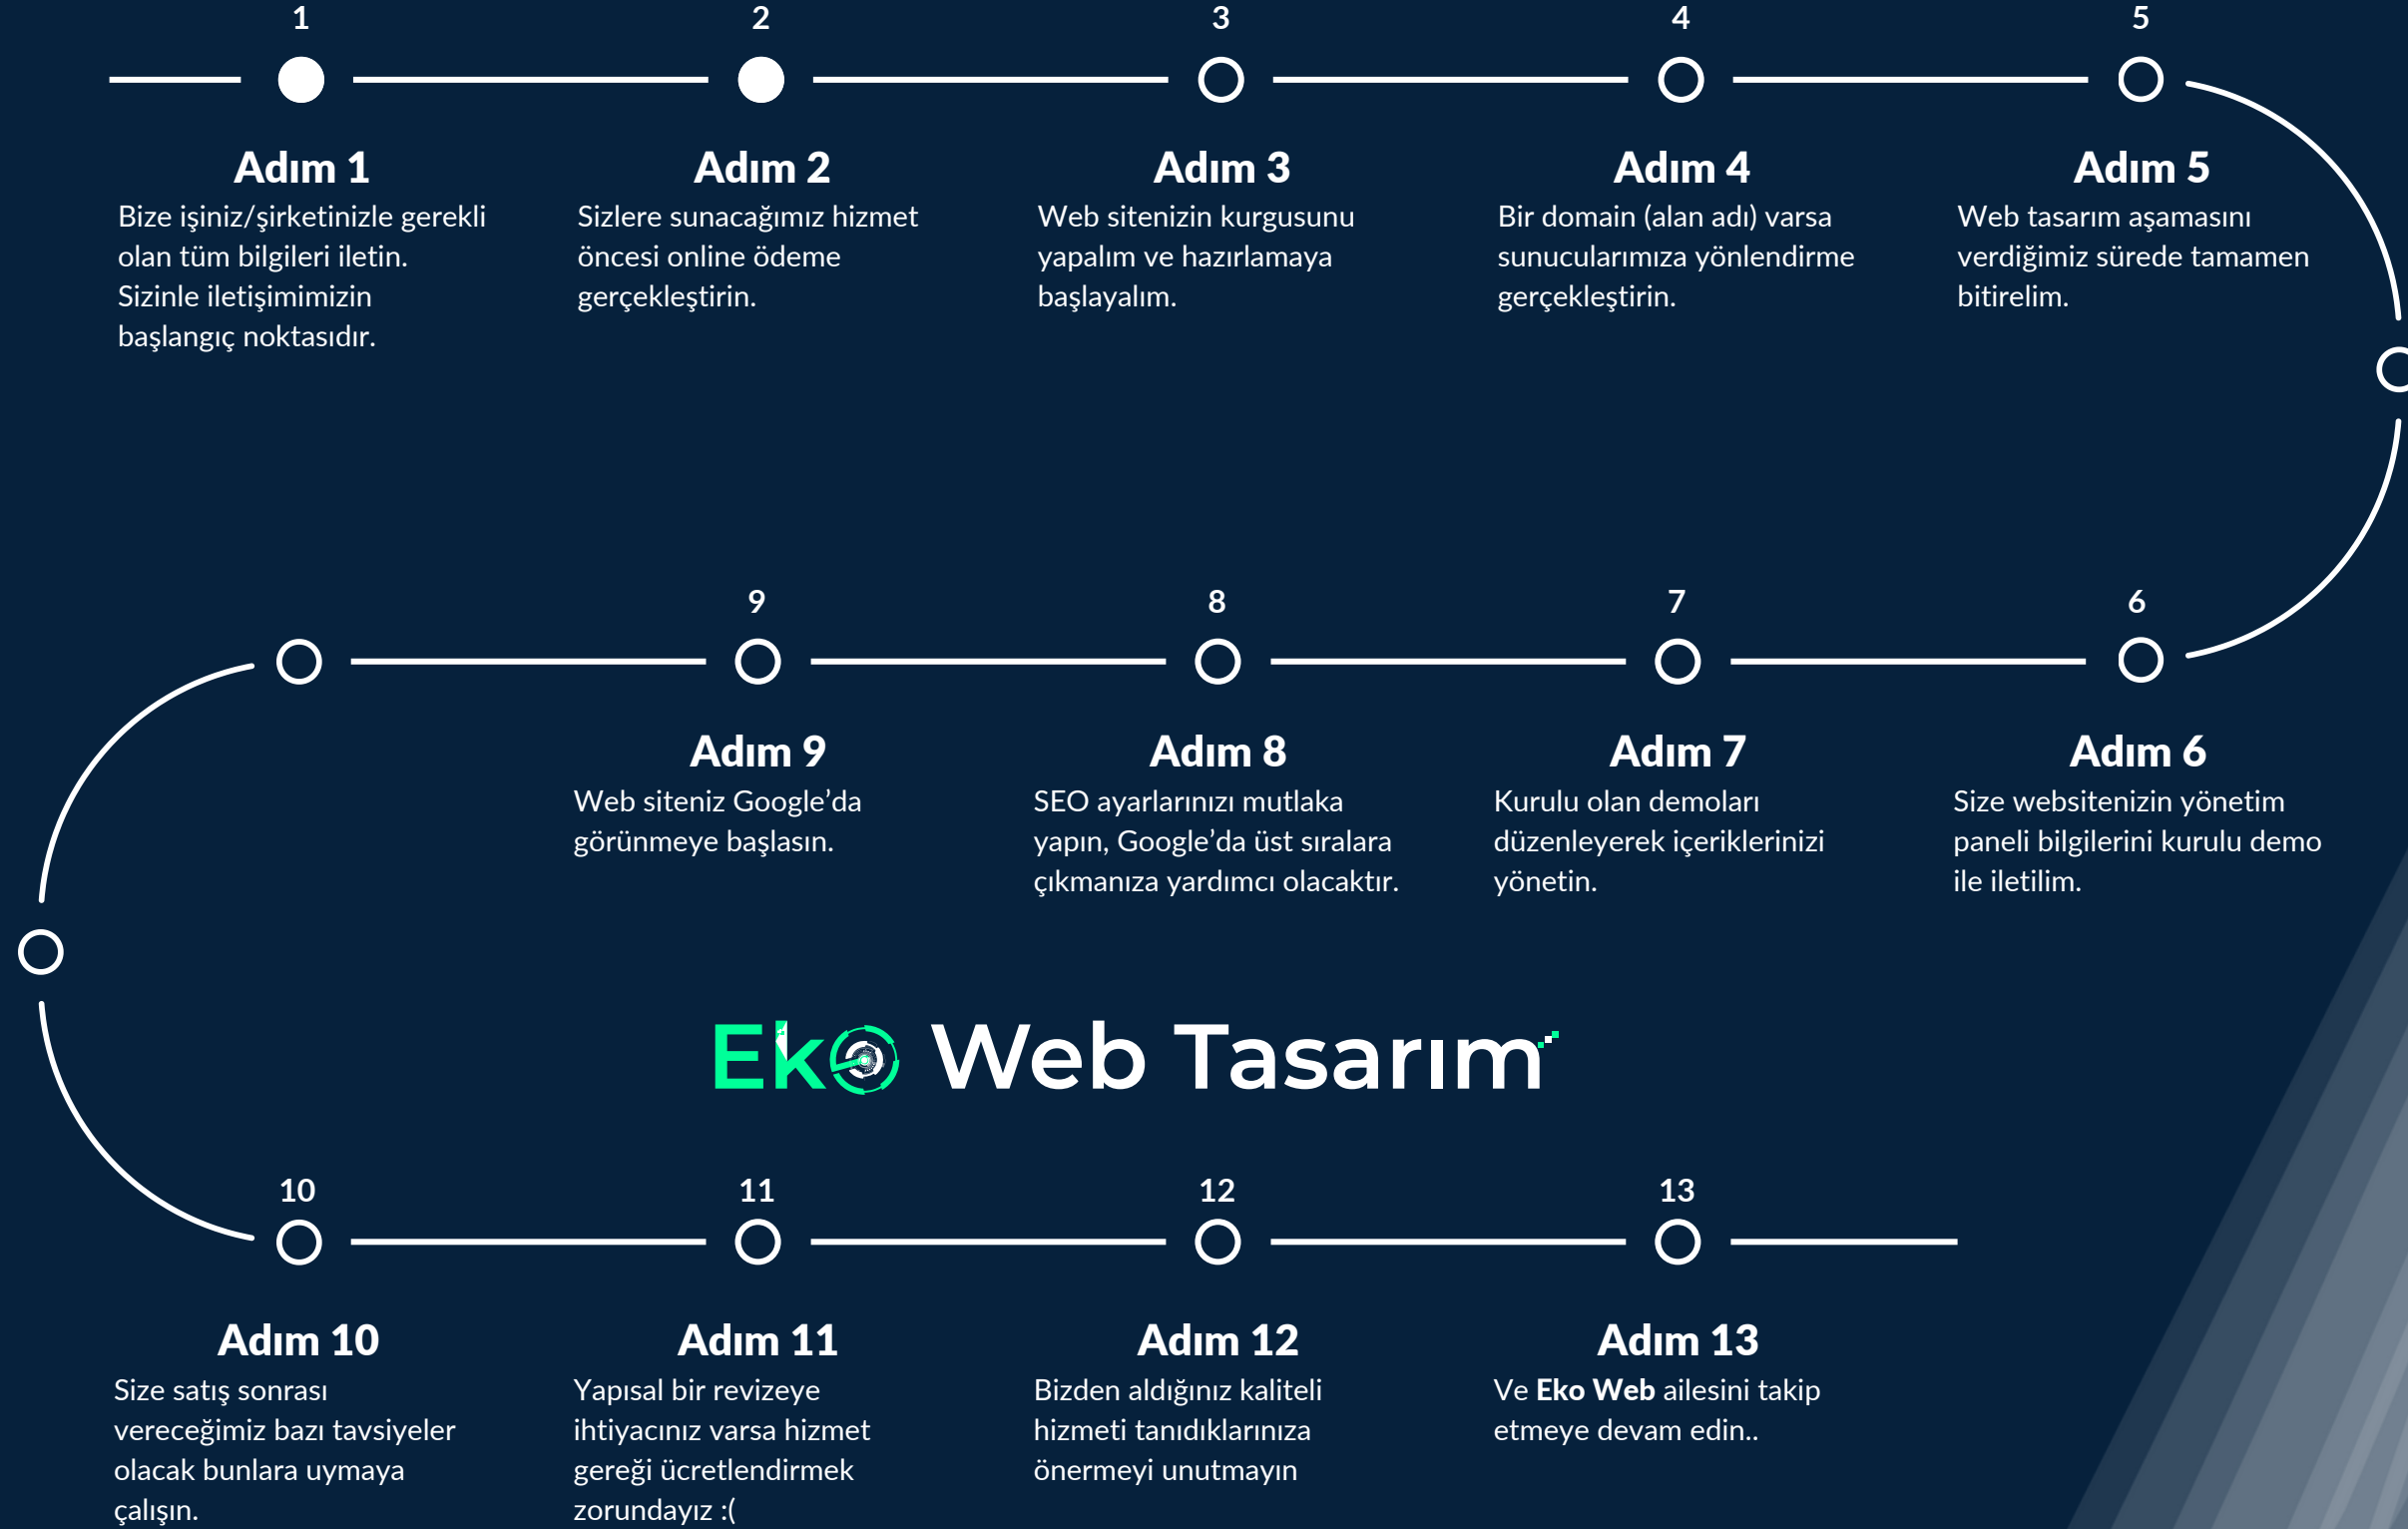 1
2
3
4
5
Adım 1
Bize işiniz/şirketinizle gerekli
olan tüm bilgileri iletin.
Sizinle iletişimimizin
başlangıç noktasıdır.
Adım 2
Sizlere sunacağımız hizmet
öncesi online ödeme
gerçekleştirin.
Adım 3
Web sitenizin kurgusunu
yapalım ve hazırlamaya
başlayalım.
Adım 4
Bir domain (alan adı) varsa
sunucularımıza yönlendirme
gerçekleştirin.
Adım 5
Web tasarım aşamasını
verdiğimiz sürede tamamen
bitirelim.
9
8
7
6
Adım 9
Web siteniz Google’da
görünmeye başlasın.
Adım 8
SEO ayarlarınızı mutlaka
yapın, Google’da üst sıralara
çıkmanıza yardımcı olacaktır.
Adım 7
Kurulu olan demoları
düzenleyerek içeriklerinizi
yönetin.
Adım 6
Size websitenizin yönetim
paneli bilgilerini kurulu demo
ile iletilim.
Eko Web Tasarım
10
11
12
13
Adım 10
Size satış sonrası
vereceğimiz bazı tavsiyeler
olacak bunlara uymaya
çalışın.
Adım 11
Yapısal bir revizeye
ihtiyacınız varsa hizmet
gereği ücretlendirmek
zorundayız :(
Adım 12
Bizden aldığınız kaliteli
hizmeti tanıdıklarınıza
önermeyi unutmayın
Adım 13
Ve Eko Web ailesini takip
etmeye devam edin..